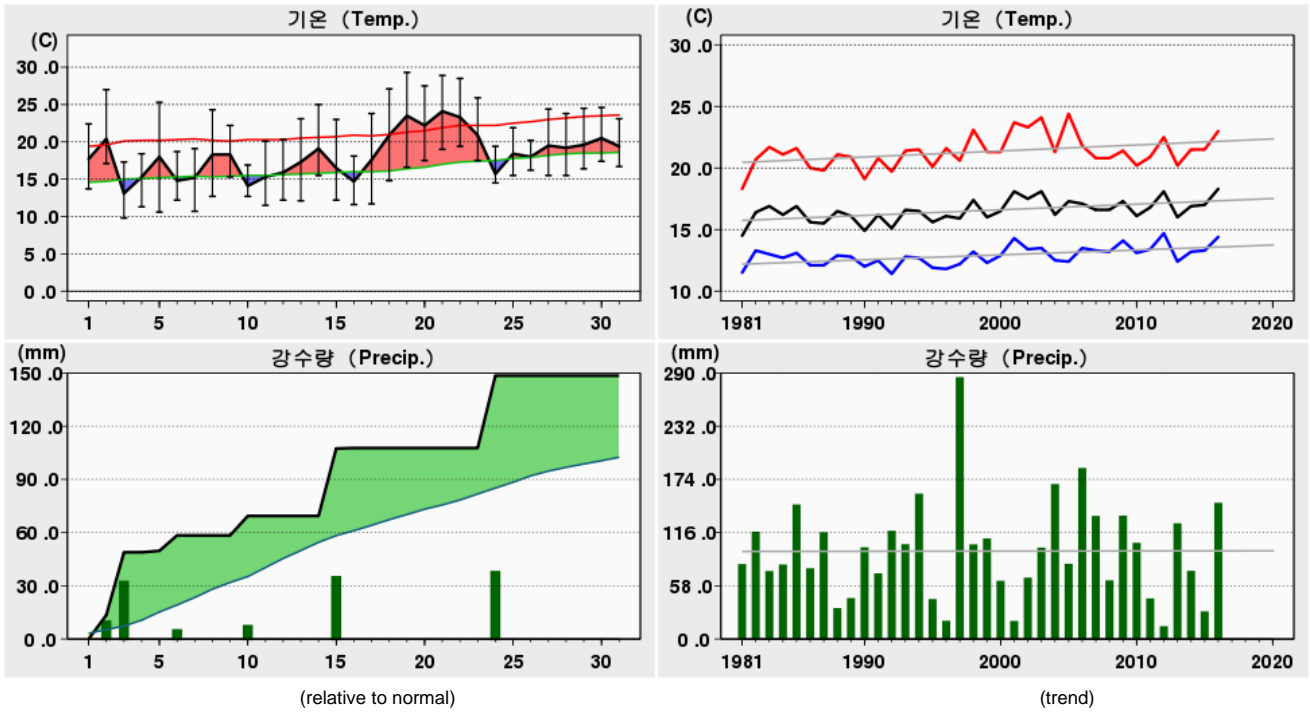 기온 (Temp.)
(C)
30 .0
25 .0
20 .0
15 .0
10 .0
5 .0
0 .0
1 5 10 15 20 25 30
기온 (Temp.)
(C)
30 .0
25 .0
20 .0
15 .0
10 .0
1981 1990 2000 2010 2020
강수량 (Precip.)
(mm)
150 .0
120 .0
90 .0
60 .0
30 .0
0 .0
1 5 10 15 20 25 30
(relative to normal)
강수량 (Precip.)
(mm)
290 .0
232 .0
174 .0
116 .0
58 .0
0 .0
1981 1990 2000 2010 2020
(trend)